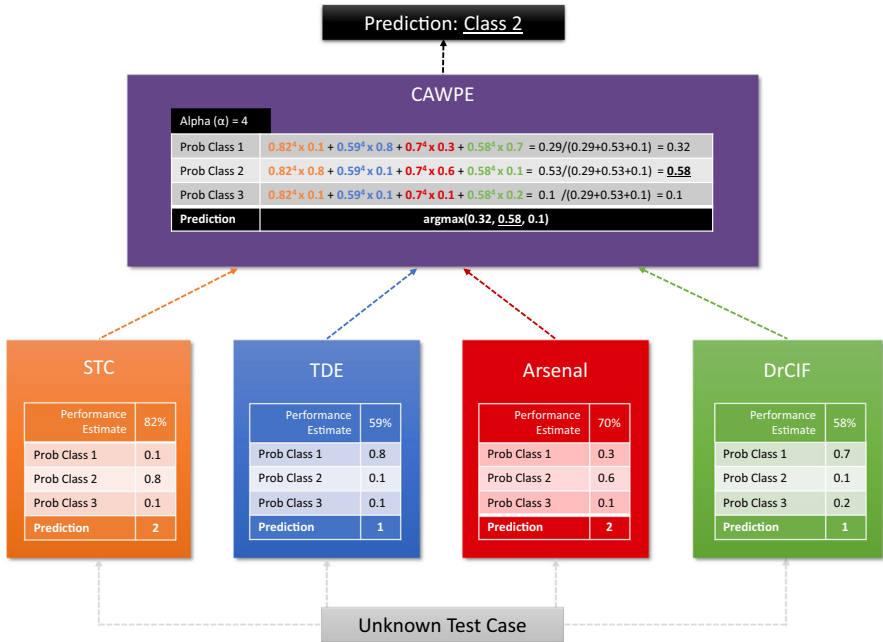 Prediction: Class 2
CAWPE
Alpha (α) = 4
Prob Class 1 0.82⁴ x 0.1 + 0.59⁴ x 0.8 + 0.7⁴ x 0.3 + 0.58⁴ x 0.7 = 0.29/(0.29+0.53+0.1) = 0.32
Prob Class 2 0.82⁴ x 0.8 + 0.59⁴ x 0.1 + 0.7⁴ x 0.6 + 0.58⁴ x 0.1 = 0.53/(0.29+0.53+0.1) = 0.58
Prob Class 3 0.82⁴ x 0.1 + 0.59⁴ x 0.1 + 0.7⁴ x 0.1 + 0.58⁴ x 0.2 = 0.1 /(0.29+0.53+0.1) = 0.1
Prediction argmax(0.32, 0.58, 0.1)
STC
Performance
Estimate 82%
Prob Class 1 0.1
Prob Class 2 0.8
Prob Class 3 0.1
Prediction 2
TDE
Performance
Estimate 59%
Prob Class 1 0.8
Prob Class 2 0.1
Prob Class 3 0.1
Prediction 1
Arsenal
Performance
Estimate 70%
Prob Class 1 0.3
Prob Class 2 0.6
Prob Class 3 0.1
Prediction 2
DrCIF
Performance
Estimate 58%
Prob Class 1 0.7
Prob Class 2 0.1
Prob Class 3 0.2
Prediction 1
Unknown Test Case